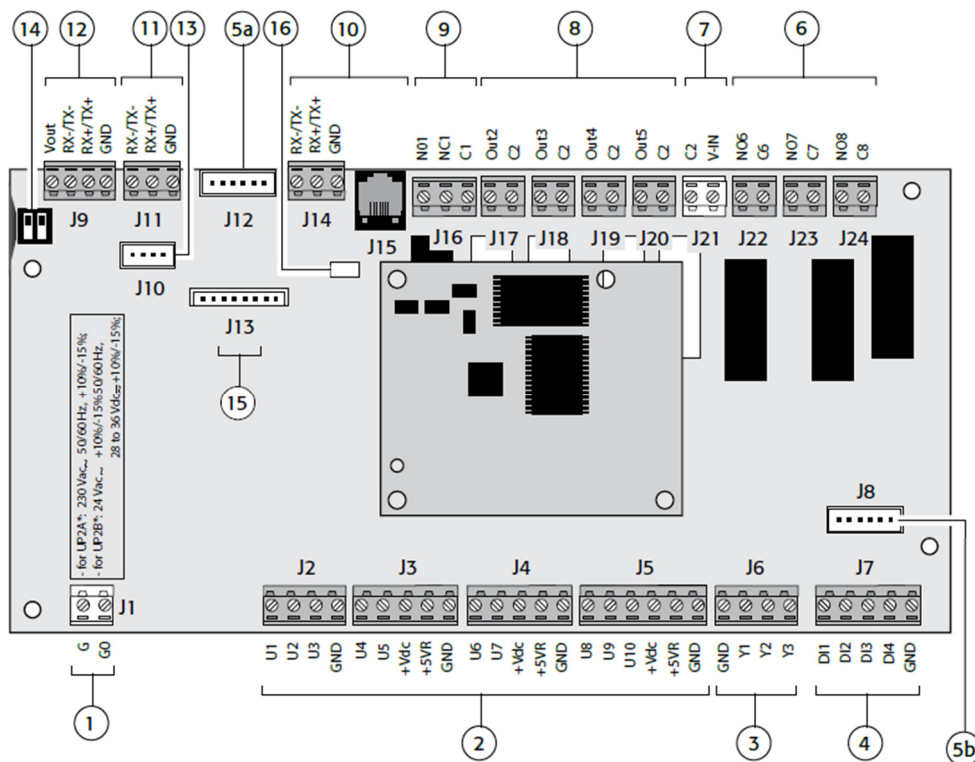 14
12
11
13
5a
16
10
9
8
7
6
Vout
RX-/TX-
RX+/TX+
GND
RX-/TX-
RX+/TX+
GND
RX-/TX-
RX+/TX+
GND
N01
NC1
C1
Out2
C2
Out3
C2
Out4
C2
Out5
C2
C2
V-IN
NO6
C6
NO7
C7
NO8
C8
J9
J11
J12
J14
J15
J16
J17
J18
J19
J20
J21
J22
J23
J24
J10
J13
15
- for UP2A*: 230 Vac~ 50/60 Hz, +10%/-15%;
- for UP2B*: 24 Vac~ +10%/-15%50/60 Hz,
28 to 36 Vdc +10%/-15%;
J8
J1
J2
J3
J4
J5
J6
J7
G
G0
U1
U2
U3
GND
U4
U5
+Vdc
+5VR
GND
U6
U7
+Vdc
+5VR
GND
U8
U9
U10
+Vdc
+5VR
GND
GND
Y1
Y2
Y3
DI1
DI2
DI3
DI4
GND
1
2
3
4
5b